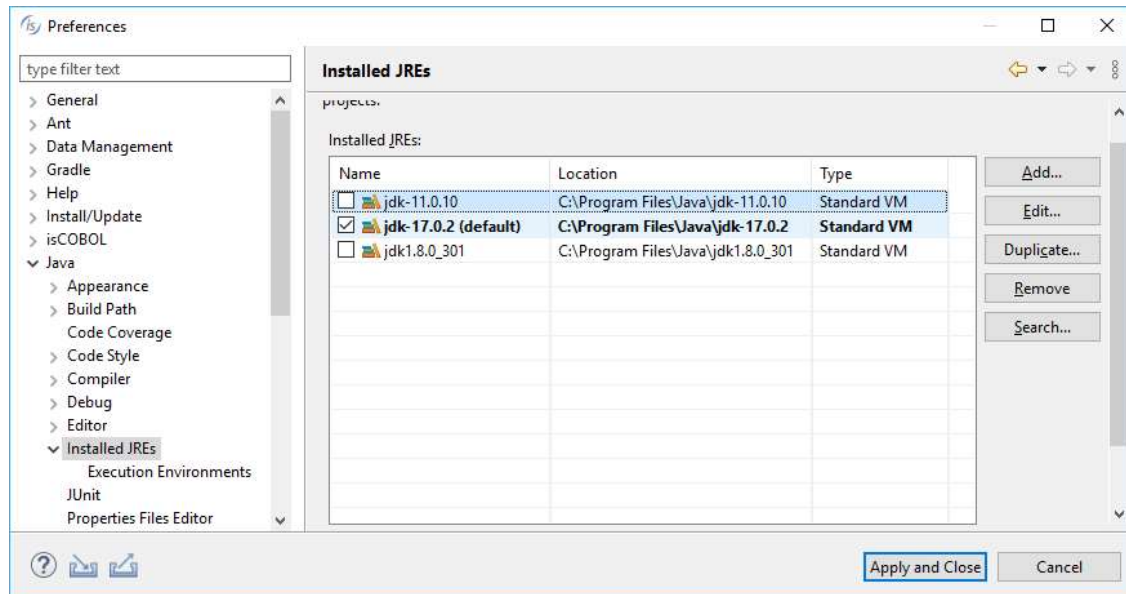 is Preferences
type filter text
General
Ant
Data Management
Gradle
Help
Install/Update
isCOBOL
Java
Appearance
Build Path
Code Coverage
Code Style
Compiler
Debug
Editor
Installed JREs
Execution Environments
JUnit
Properties Files Editor
Installed JREs
projects.
Installed JREs:
Name Location Type
jdk-11.0.10 C:\Program Files\Java\jdk-11.0.10 Standard VM
jdk-17.0.2 (default) C:\Program Files\Java\jdk-17.0.2 Standard VM
jdk1.8.0_301 C:\Program Files\Java\jdk1.8.0_301 Standard VM
Add...
Edit...
Duplicate...
Remove
Search...
?
Apply and Close Cancel